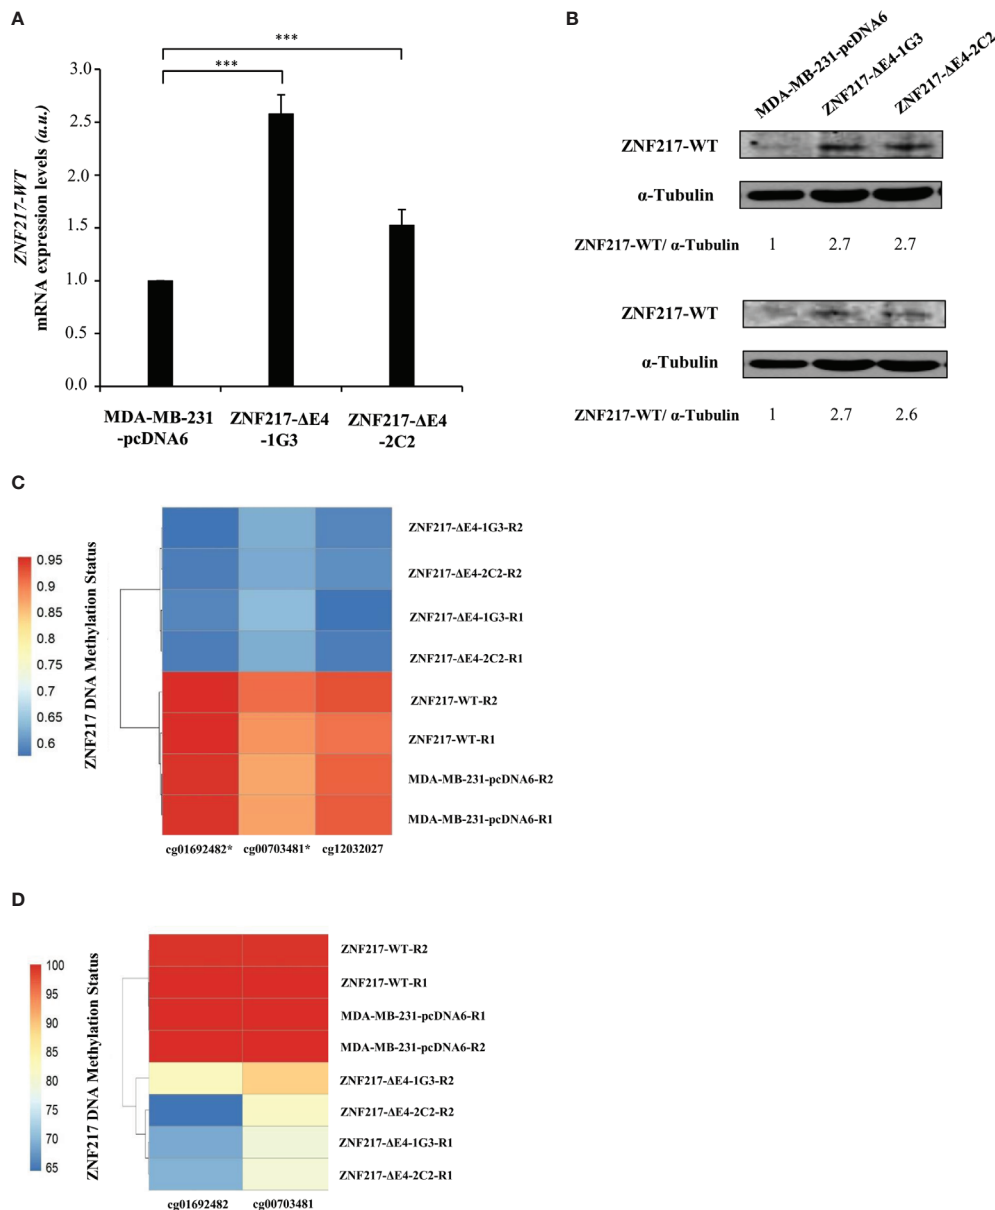 A
***
***
3.0
2.5
2.0
1.5
1.0
0.5
0.0
ZNF217-WT
mRNA expression levels (a.u.)
MDA-MB-231
-pcDNA6
ZNF217-ΔE4
-1G3
ZNF217-ΔE4
-2C2
B
MDA-MB-231-pcDNA6
ZNF217-ΔE4-1G3
ZNF217-ΔE4-2C2
ZNF217-WT
α-Tubulin
ZNF217-WT/ α-Tubulin 1 2.7 2.7
ZNF217-WT
α-Tubulin
ZNF217-WT/ α-Tubulin 1 2.7 2.6
C
0.95
0.9
0.85
0.8
0.75
0.7
0.65
0.6
ZNF217 DNA Methylation Status
ZNF217-ΔE4-1G3-R2
ZNF217-ΔE4-2C2-R2
ZNF217-ΔE4-1G3-R1
ZNF217-ΔE4-2C2-R1
ZNF217-WT-R2
ZNF217-WT-R1
MDA-MB-231-pcDNA6-R2
MDA-MB-231-pcDNA6-R1
cg01692482* cg00703481* cg12032027
D
100
95
90
85
80
75
70
65
ZNF217 DNA Methylation Status
ZNF217-WT-R2
ZNF217-WT-R1
MDA-MB-231-pcDNA6-R1
MDA-MB-231-pcDNA6-R2
ZNF217-ΔE4-1G3-R2
ZNF217-ΔE4-2C2-R2
ZNF217-ΔE4-1G3-R1
ZNF217-ΔE4-2C2-R1
cg01692482 cg00703481